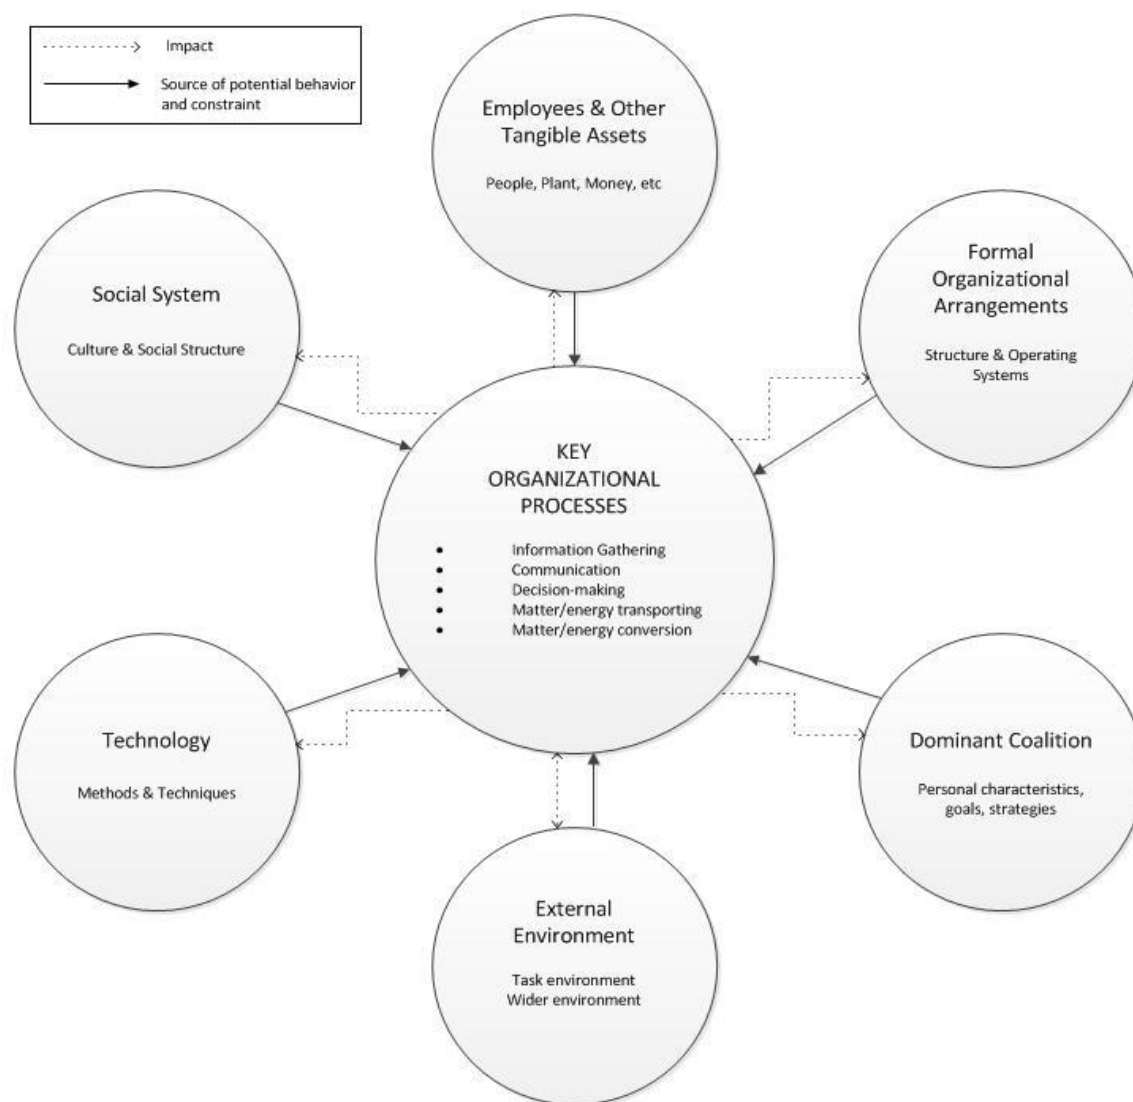 Impact
Source of potential behavior
and constraint
Employees & Other
Tangible Assets
People, Plant, Money, etc
Social System
Culture & Social Structure
Formal
Organizational
Arrangements
Structure & Operating
Systems
KEY
ORGANIZATIONAL
PROCESSES
• Information Gathering
• Communication
• Decision-making
• Matter/energy transporting
• Matter/energy conversion
Technology
Methods & Techniques
Dominant Coalition
Personal characteristics,
goals, strategies
External
Environment
Task environment
Wider environment